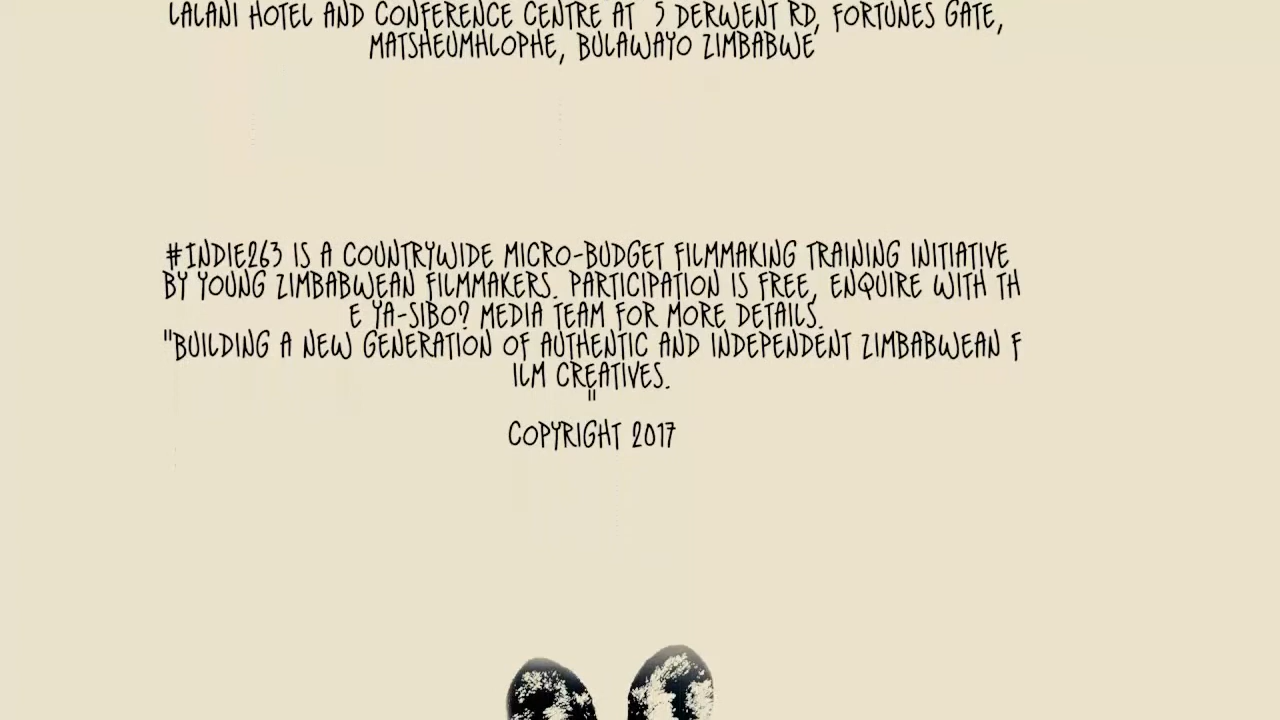 LALANI HOTEL AND CONFERENCE CENTRE AT  5 DERWENT RD, FORTUNES GATE,
MATSHEUMHLOPHE, BULAWAYO ZIMBABWE
#INDIE263 IS A COUNTRYWIDE MICRO-BUDGET FILMMAKING TRAINING INITIATIVE
BY YOUNG ZIMBABWEAN FILMMAKERS. PARTICIPATION IS FREE, ENQUIRE WITH TH
E YA-SIBO? MEDIA TEAM FOR MORE DETAILS.
"BUILDING A NEW GENERATION OF AUTHENTIC AND INDEPENDENT ZIMBABWEAN F
ILM CREATIVES.
"
COPYRIGHT 2017